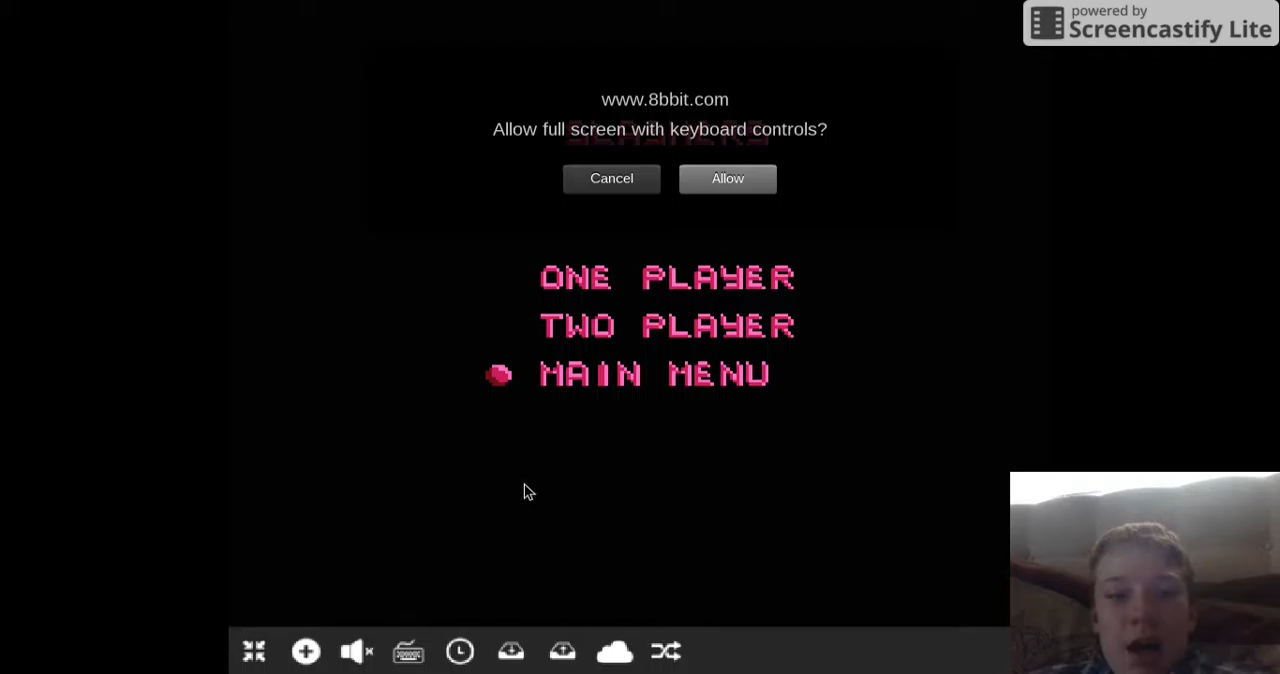 powered by
Screencastify Lite
www.8bbit.com
Allow full screen with keyboard controls?
SLASHERS
Cancel
Allow
ONE PLAYER
TWO PLAYER
MAIN MENU